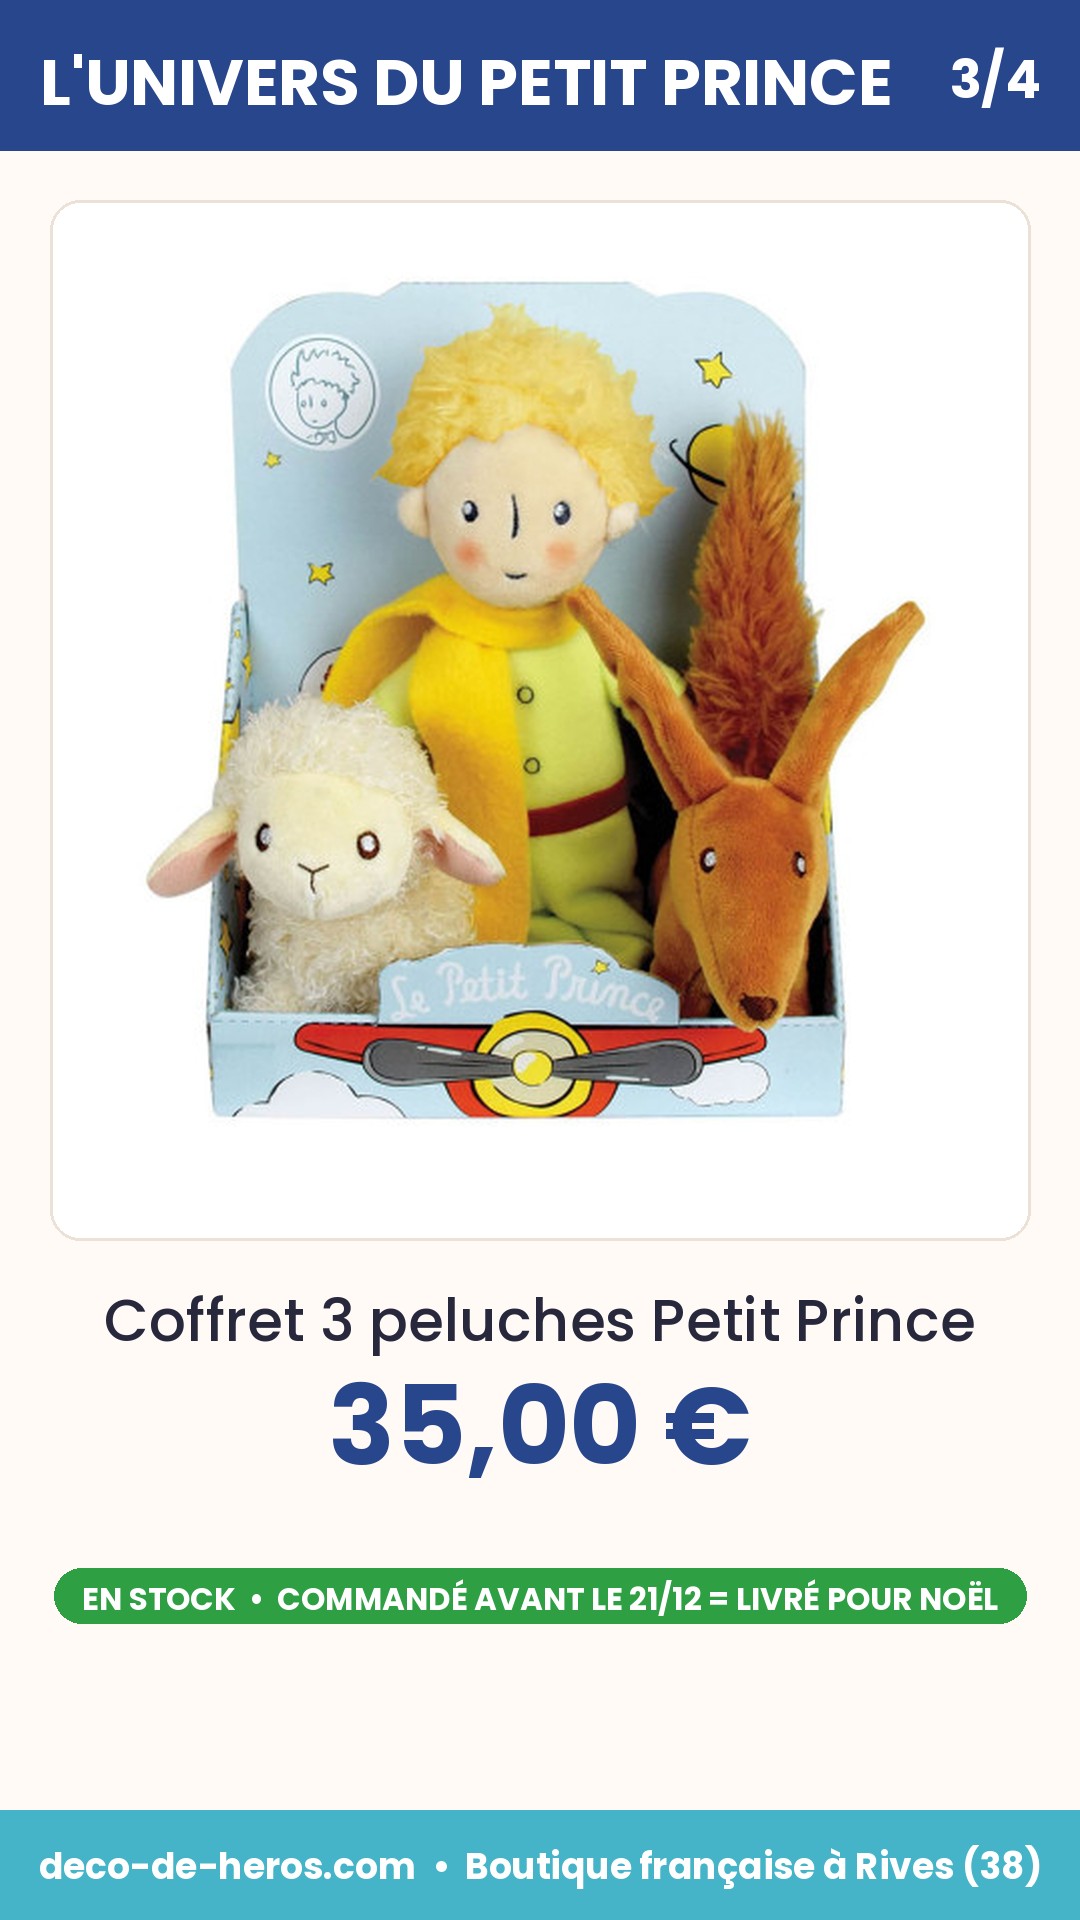 L'UNIVERS DU PETIT PRINCE 3/4
Le Petit Prince
Coffret 3 peluches Petit Prince
35,00 €
EN STOCK • COMMANDÉ AVANT LE 21/12 = LIVRÉ POUR NOËL
deco-de-heros.com • Boutique française à Rives (38)